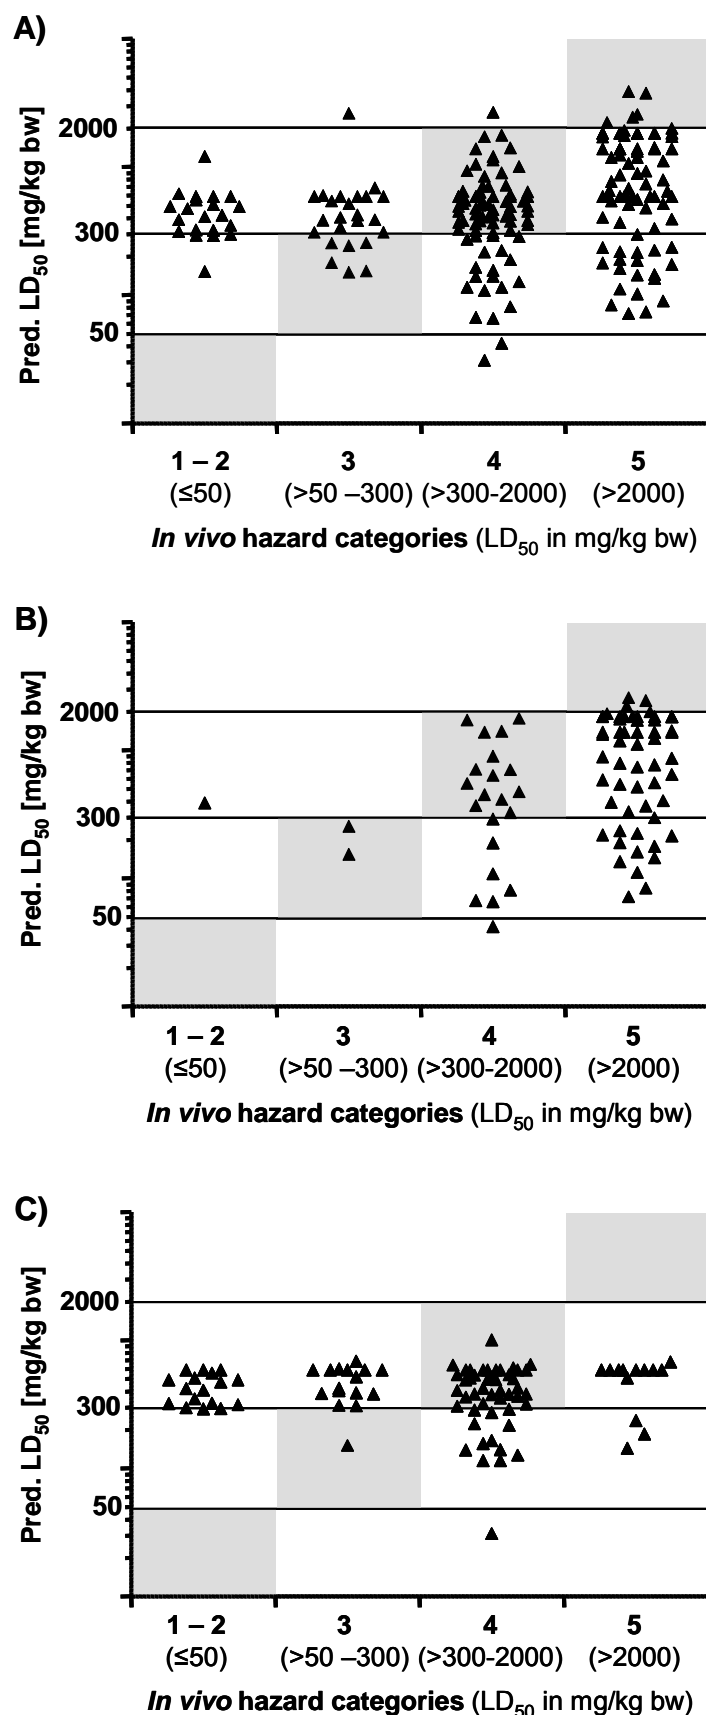 A)
Pred. LD50 [mg/kg bw]
2000
300
50
1 – 2 3 4 5
(≤50) (>50 –300) (>300-2000) (>2000)
In vivo hazard categories (LD50 in mg/kg bw)
B)
Pred. LD50 [mg/kg bw]
2000
300
50
1 – 2 3 4 5
(≤50) (>50 –300) (>300-2000) (>2000)
In vivo hazard categories (LD50 in mg/kg bw)
C)
Pred. LD50 [mg/kg bw]
2000
300
50
1 – 2 3 4 5
(≤50) (>50 –300) (>300-2000) (>2000)
In vivo hazard categories (LD50 in mg/kg bw)